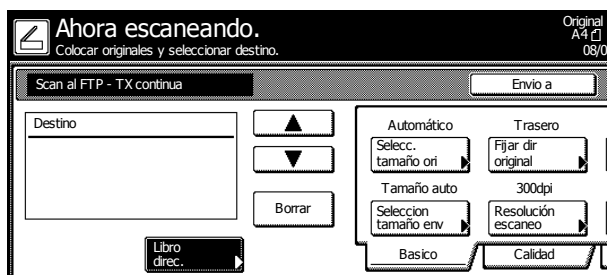 Ahora escaneando.
Colocar originales y seleccionar destino.
Original
A4
08/0
Scan al FTP - TX continua
Envio a
Destino
Borrar
Libro
direc.
Automático
Trasero
Selecc.
tamaño ori
Fijar dir
original
Tamaño auto
300dpi
Seleccion
tamaño env
Resolución
escaneo
Basico
Calidad